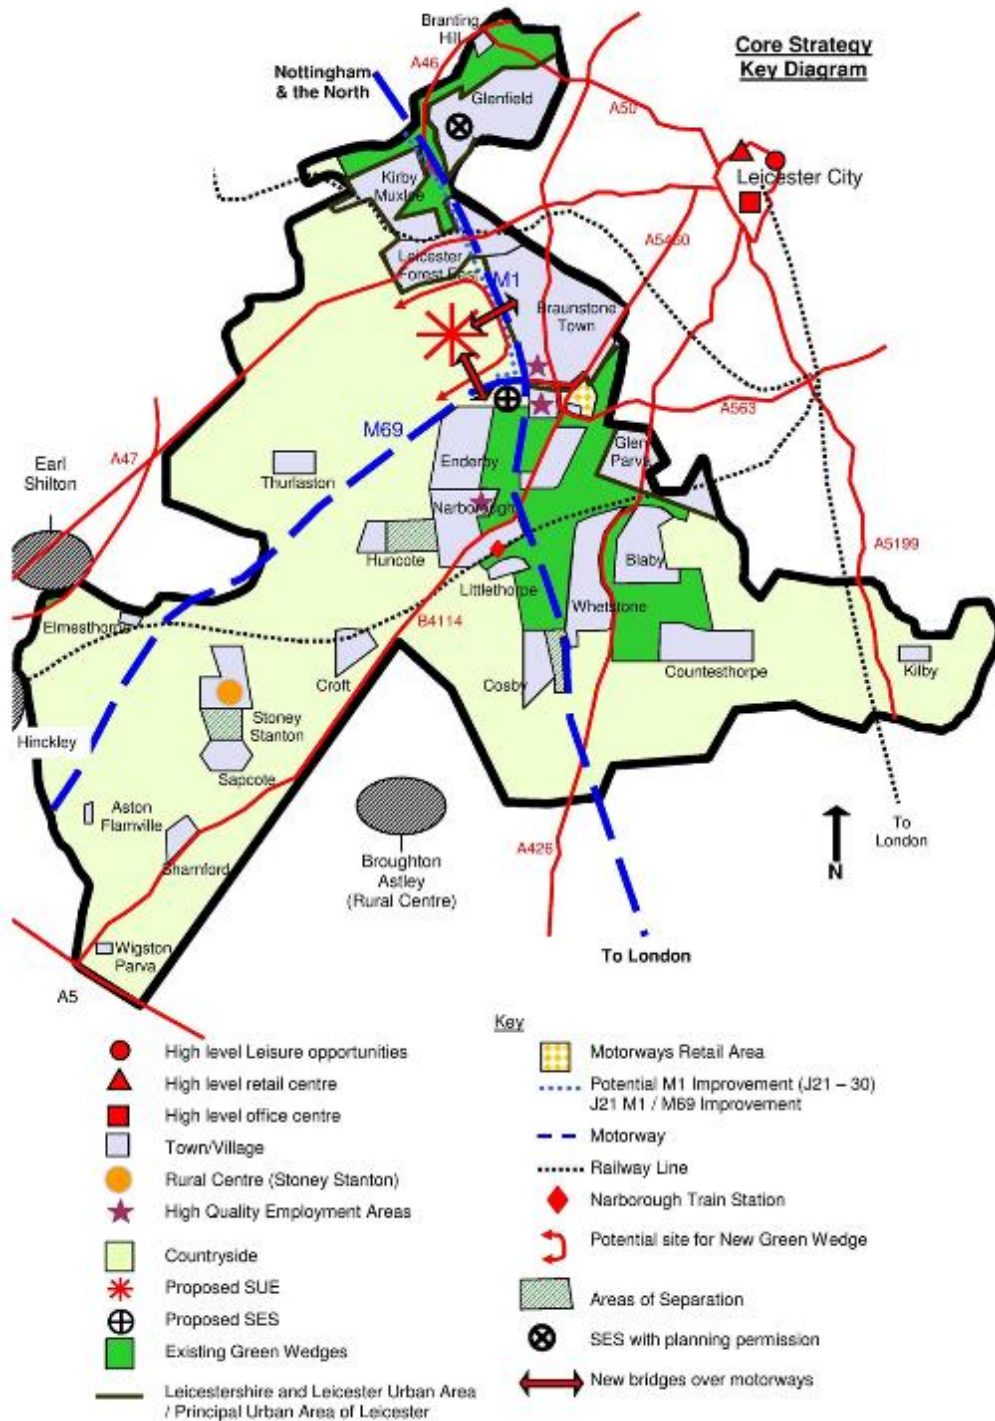 Core Strategy
Key Diagram
Branting
Hill
A46
Nottingham
& the North
Glenfield
A50
Kirby
Muxloe
Leicester City
A5460
Leicester
Forest East
M1
Braunstone
Town
A563
M69
Glen
Parva
Enderby
Earl
Shilton
A47
Thurlaston
Narborough
A5199
Huncote
Blaby
Littlethorpe
Whetstone
Elmesthorpe
B4114
Countesthorpe
Kilby
Croft
Cosby
Stoney
Stanton
Hinckley
Sapcote
Aston
Flamville
Sharnford
To
London
A426
N
Broughton
Astley
(Rural Centre)
Wigston
Parva
To London
A5
Key
High level Leisure opportunities
High level retail centre
High level office centre
Town/Village
Rural Centre (Stoney Stanton)
High Quality Employment Areas
Countryside
Proposed SUE
Proposed SES
Existing Green Wedges
Leicestershire and Leicester Urban Area
/ Principal Urban Area of Leicester
Motorways Retail Area
Potential M1 Improvement (J21 – 30)
J21 M1 / M69 Improvement
Motorway
Railway Line
Narborough Train Station
Potential site for New Green Wedge
Areas of Separation
SES with planning permission
New bridges over motorways